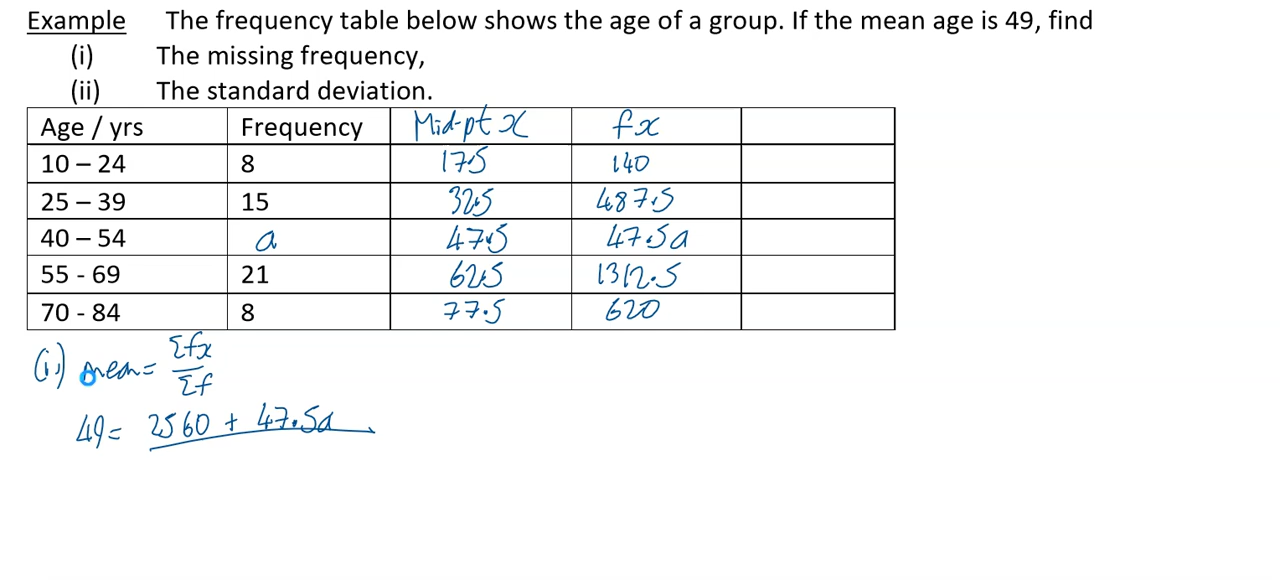 Example The frequency table below shows the age of a group. If the mean age is 49, find
(i) The missing frequency,
(ii) The standard deviation.
Age / yrs Frequency Mid-pt x fx
10 – 24 8 17.5 140
25 – 39 15 32.5 487.5
40 – 54 a 47.5 47.5a
55 - 69 21 62.5 1312.5
70 - 84 8 77.5 620
(i) mean = Σfx / Σf
49 = 2560 + 47.5a